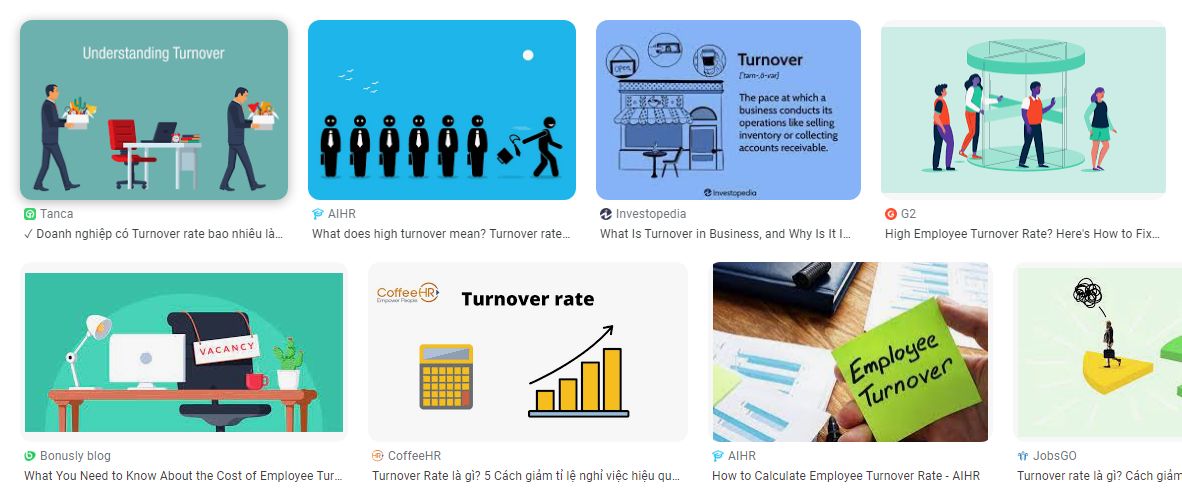 Understanding Turnover
OPEN
Turnover
['tərn-ˌō-vər]
The pace at which a
business conducts its
operations like selling
inventory or collecting
accounts receivable.
Investopedia
Tanca
AIHR
Investopedia
G2
✓ Doanh nghiệp có Turnover rate bao nhiêu là...
What does high turnover mean? Turnover rate...
What Is Turnover in Business, and Why Is It I...
High Employee Turnover Rate? Here's How to Fix...
VACANCY
CoffeeHR
Empower People
Turnover rate
Employee
Turnover
Bonusly blog
CoffeeHR
AIHR
JobsGO
What You Need to Know About the Cost of Employee Tur...
Turnover Rate là gì? 5 Cách giảm tỉ lệ nghỉ việc hiệu qu...
How to Calculate Employee Turnover Rate - AIHR
Turnover rate là gì? Cách giảm